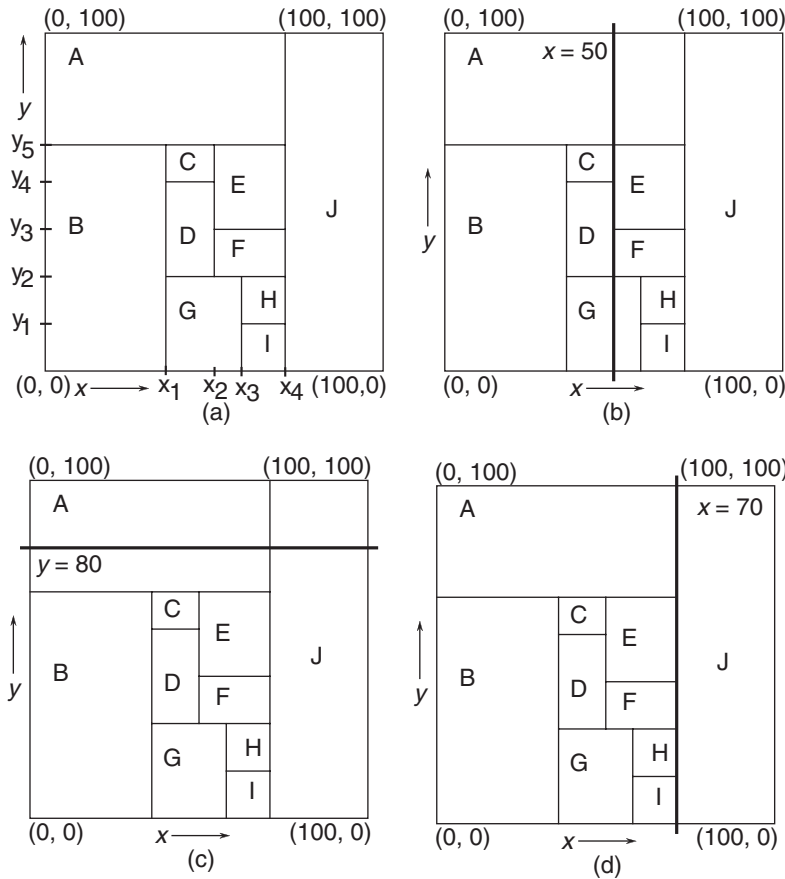 (0, 100) (100, 100)
A
y
y5
C
y4
E
B
J
y3
D
F
y2
G
H
y1
I
(0, 0) x x1 x2 x3 x4 (100,0)
(a)
(0, 100) (100, 100)
A
x = 50
C
E
B
J
D
y
F
G
H
I
(0, 0) x (100, 0)
(b)
(0, 100) (100, 100)
A
y = 80
C
E
J
B
D
y
F
G
H
I
(0, 0) x (100, 0)
(c)
(0, 100) (100, 100)
A
x = 70
C
E
J
B
D
y
F
G
H
I
(0, 0) x (100, 0)
(d)